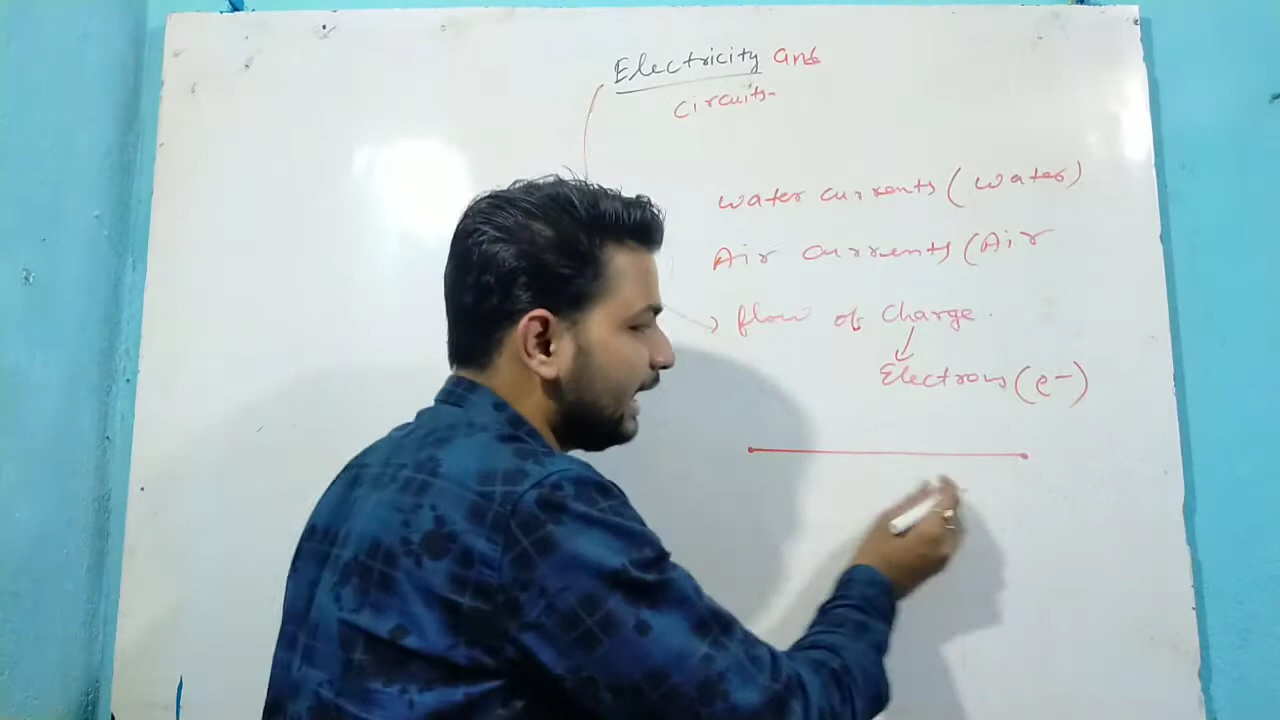 Electricity and
Circuits-
Water currents (Water)
Air currents (Air
flow of Charge.
Electrons (e-)